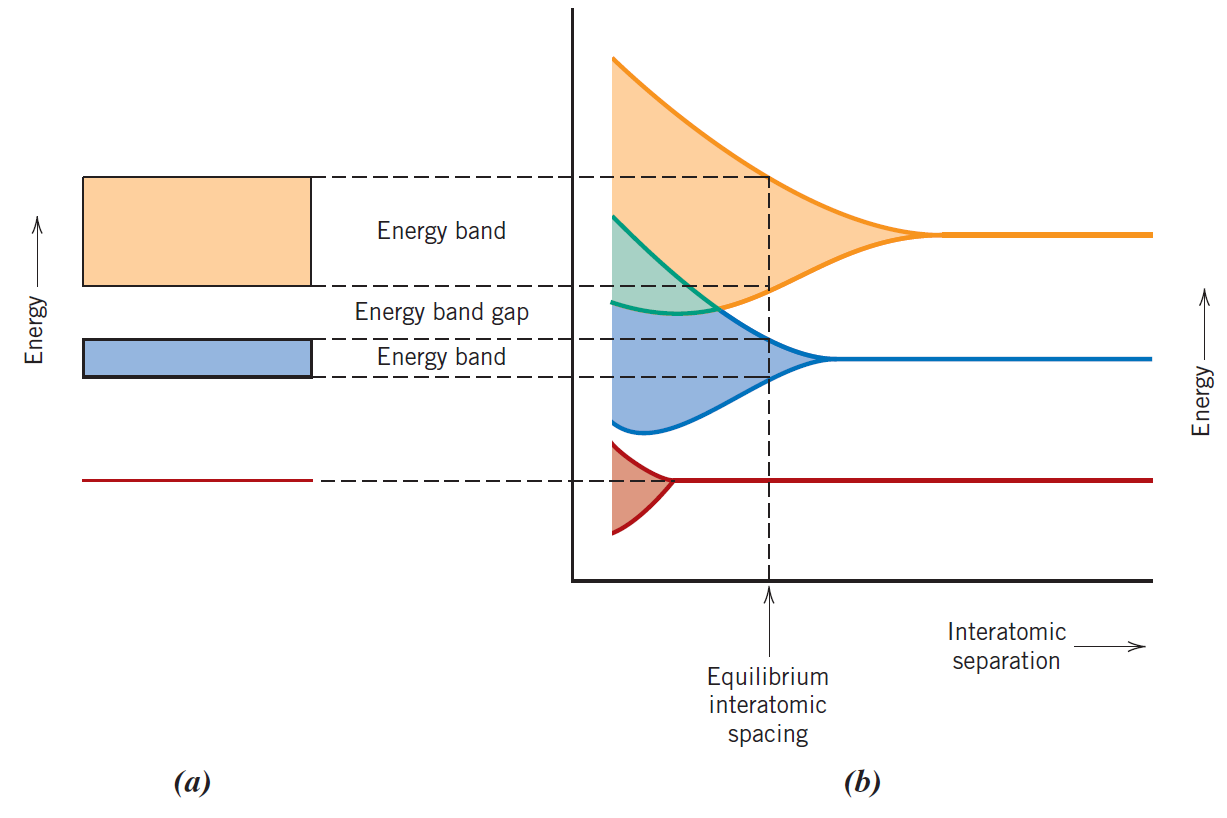 Energy
Energy band
Energy band gap
Energy band
Energy
Interatomic
separation
Equilibrium
interatomic
spacing
(a)
(b)